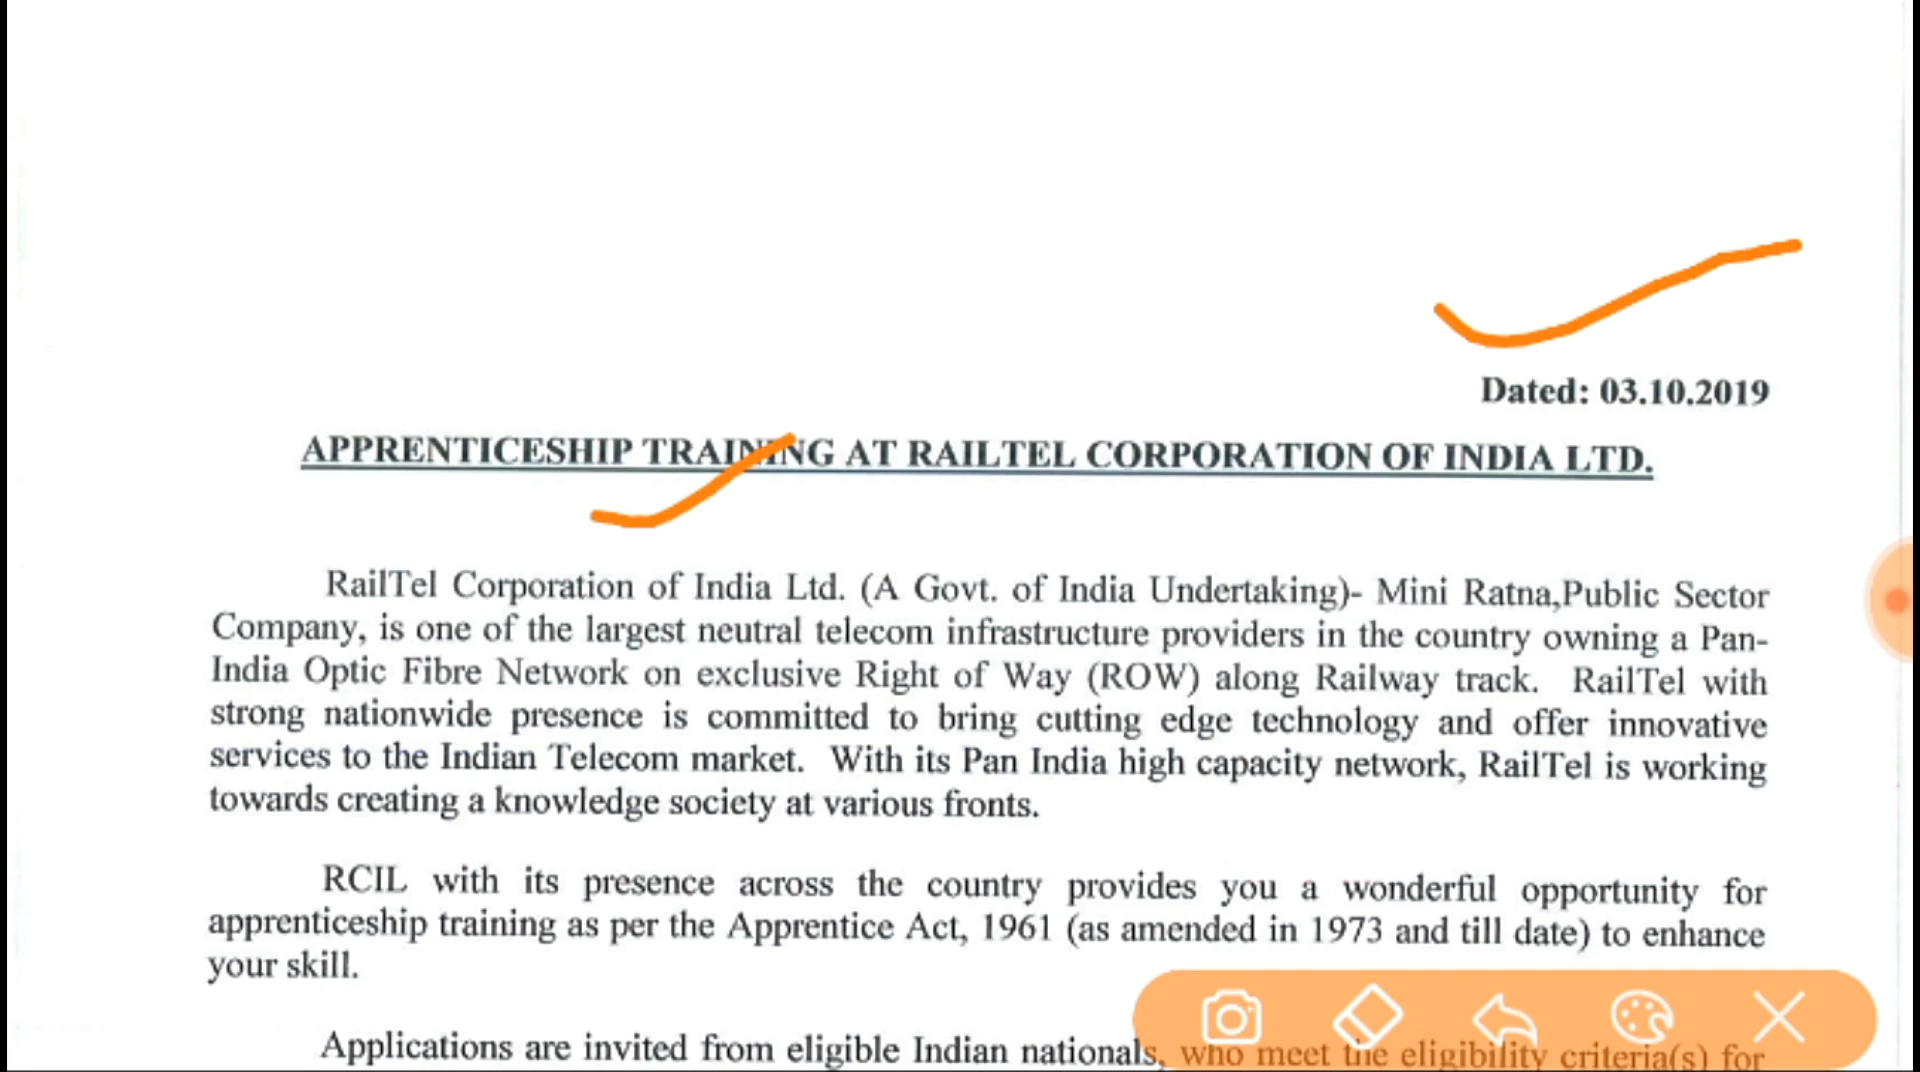 Dated: 03.10.2019
APPRENTICESHIP TRAINING AT RAILTEL CORPORATION OF INDIA LTD.
RailTel Corporation of India Ltd. (A Govt. of India Undertaking)- Mini Ratna,Public Sector
Company, is one of the largest neutral telecom infrastructure providers in the country owning a Pan-
India Optic Fibre Network on exclusive Right of Way (ROW) along Railway track. RailTel with
strong nationwide presence is committed to bring cutting edge technology and offer innovative
services to the Indian Telecom market. With its Pan India high capacity network, RailTel is working
towards creating a knowledge society at various fronts.
RCIL with its presence across the country provides you a wonderful opportunity for
apprenticeship training as per the Apprentice Act, 1961 (as amended in 1973 and till date) to enhance
your skill.
Applications are invited from eligible Indian nationals, who meet the eligibility criteria(s) for